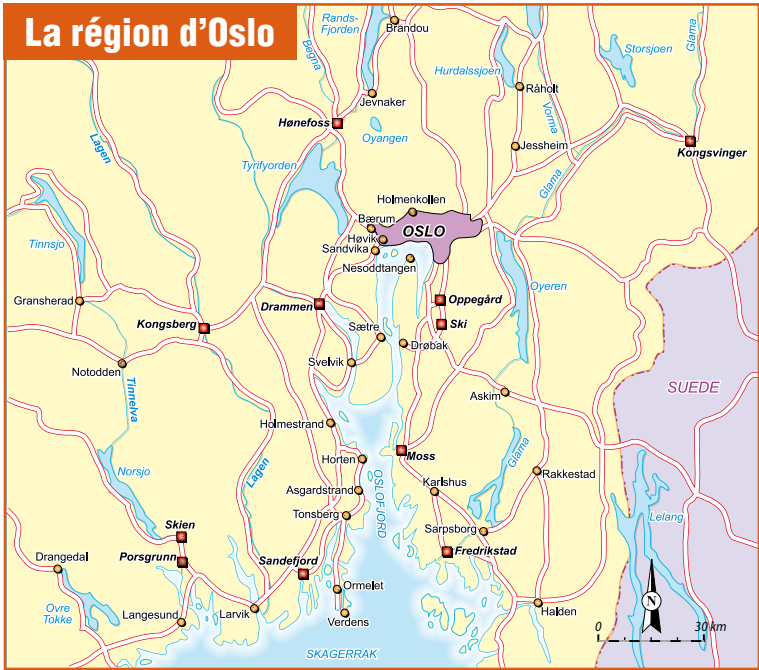 La région d'Oslo
Rands-
Fjorden
Brandou
Begna
Glama
Storsjoen
Hurdalssjoen
Råholt
Jevnaker
Vorma
Hønefoss
Oyangen
Lagen
Jessheim
Kongsvinger
Tyrifyorden
Glama
Holmenkollen
Bærum
OSLO
Høvik
Sandvika
Tinnsjo
Nesoddtangen
Oyeren
Gransherad
Drammen
Oppegård
Kongsberg
Sætre
Ski
Drøbak
Svelvik
Notodden
SUEDE
Tinnelva
Askim
Holmestrand
Glama
Moss
Horten
Lagen
OSLOFJORD
Norsjo
Rakkestad
Karlshus
Asgardstrand
Tonsberg
Lelang
Skien
Sarpsborg
Porsgrunn
Fredrikstad
Drangedal
Sandefjord
Ormelet
N
Ovre
Tokke
Langesund
Larvik
Verdens
Halden
0 30 km
SKAGERRAK